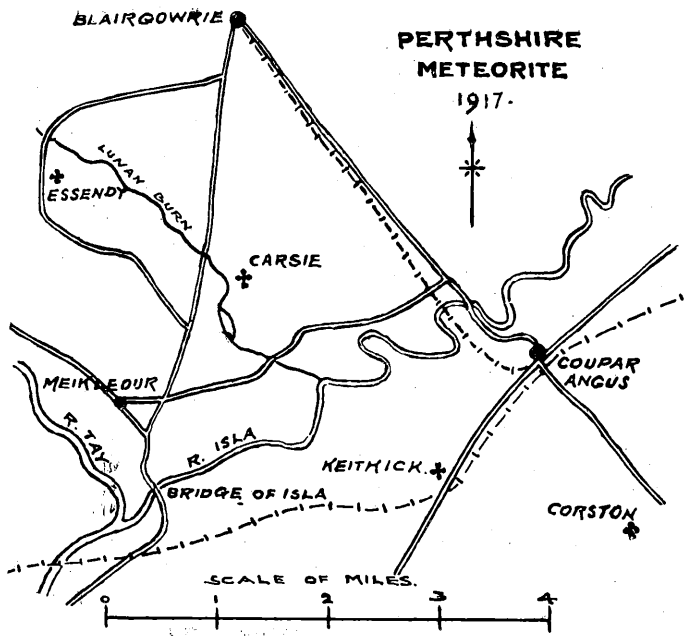 BLAIRGOWRIE
PERTHSHIRE
METEORITE
1917.
LUNAN BURN
ESSENDY
CARSIE
COUPAR
ANGUS
MEIKLEOUR
R. TAY
R. ISLA
KEITHICK.
BRIDGE OF ISLA
CORSTON
SCALE OF MILES.
0 1 2 3 4